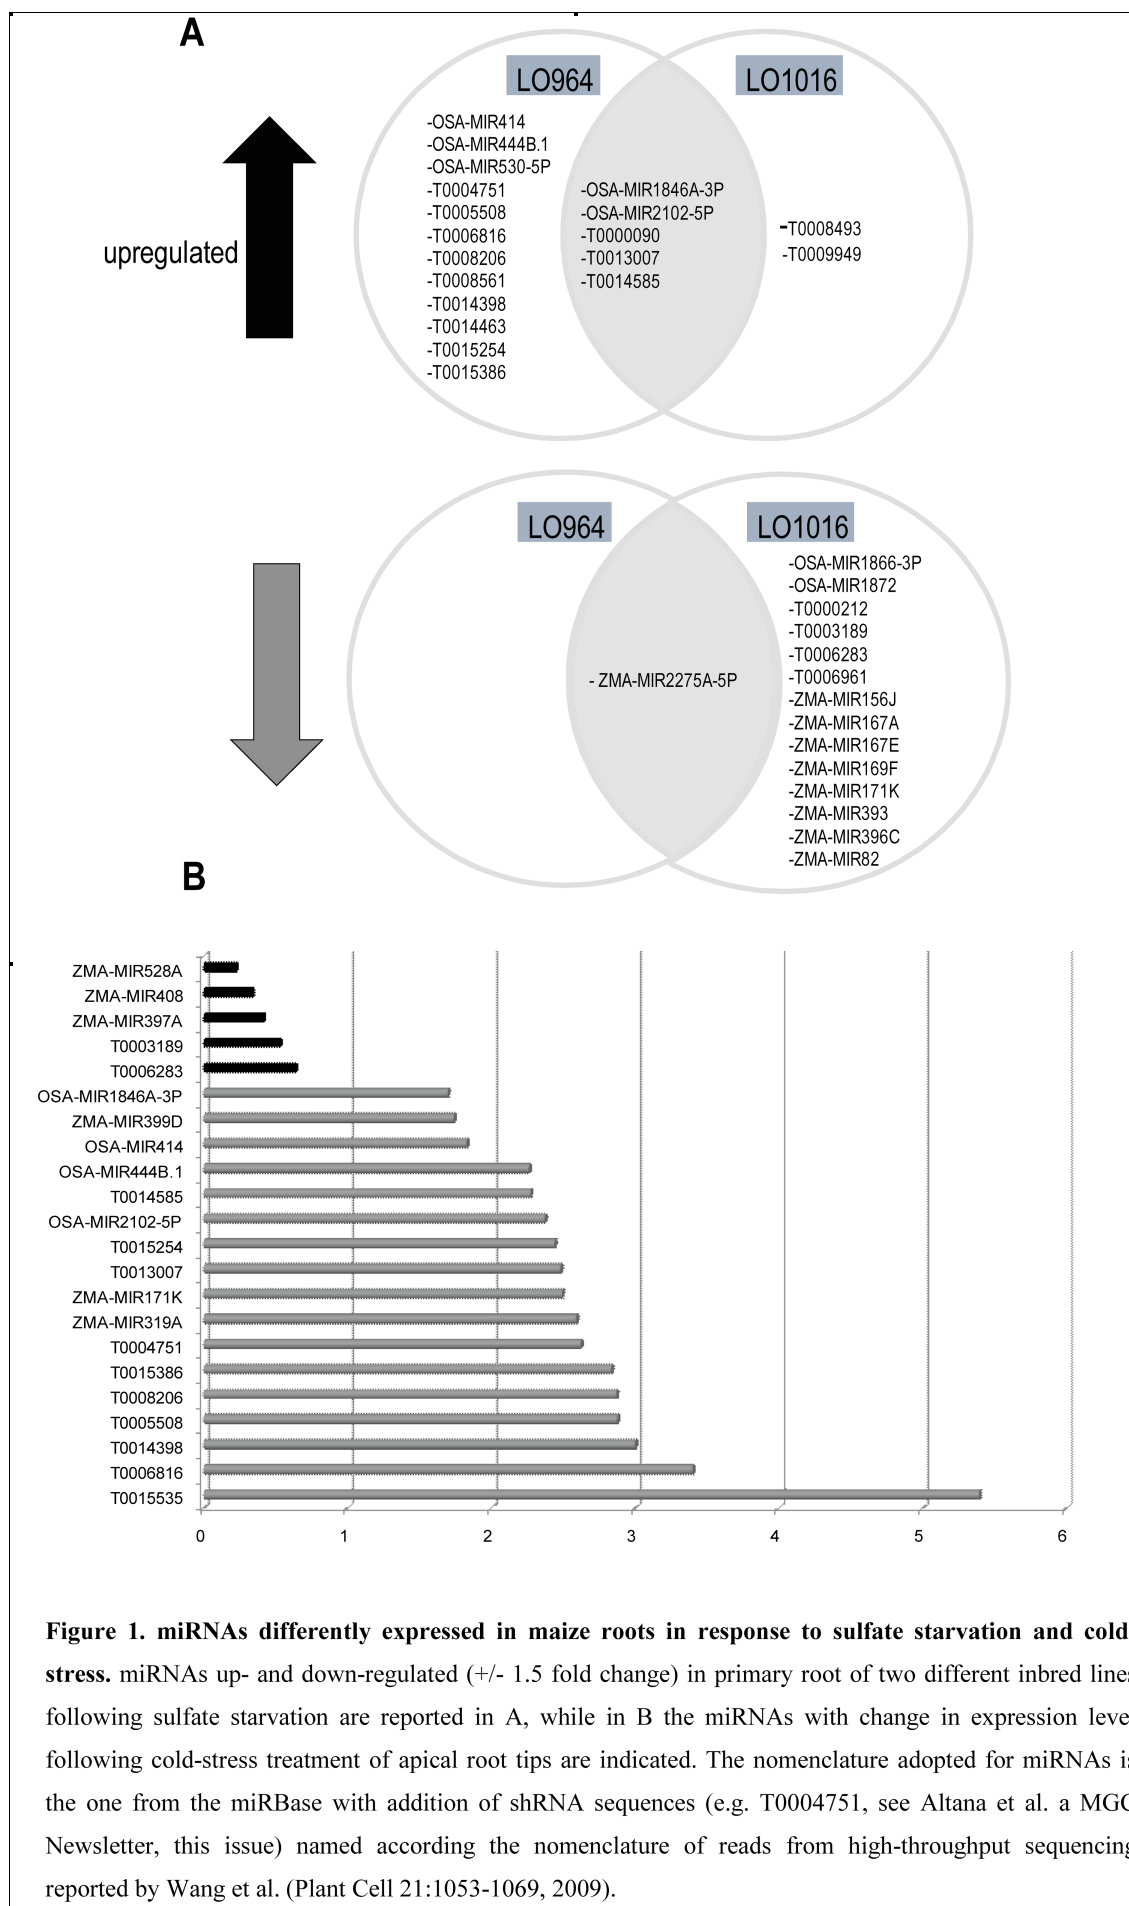 A
LO964
LO1016
-OSA-MIR414
-OSA-MIR444B.1
-OSA-MIR530-5P
-T0004751
-T0005508
-T0006816
-T0008206
-T0008561
-T0014398
-T0014463
-T0015254
-T0015386
-OSA-MIR1846A-3P
-OSA-MIR2102-5P
-T0000090
-T0013007
-T0014585
-T0008493
-T0009949
upregulated
LO964
LO1016
- ZMA-MIR2275A-5P
-OSA-MIR1866-3P
-OSA-MIR1872
-T0000212
-T0003189
-T0006283
-T0006961
-ZMA-MIR156J
-ZMA-MIR167A
-ZMA-MIR167E
-ZMA-MIR169F
-ZMA-MIR171K
-ZMA-MIR393
-ZMA-MIR396C
-ZMA-MIR82
B
ZMA-MIR528A
ZMA-MIR408
ZMA-MIR397A
T0003189
T0006283
OSA-MIR1846A-3P
ZMA-MIR399D
OSA-MIR414
OSA-MIR444B.1
T0014585
OSA-MIR2102-5P
T0015254
T0013007
ZMA-MIR171K
ZMA-MIR319A
T0004751
T0015386
T0008206
T0005508
T0014398
T0006816
T0015535
0 1 2 3 4 5 6
Figure 1. miRNAs differently expressed in maize roots in response to sulfate starvation and cold
stress. miRNAs up- and down-regulated (+/- 1.5 fold change) in primary root of two different inbred lines
following sulfate starvation are reported in A, while in B the miRNAs with change in expression leve
following cold-stress treatment of apical root tips are indicated. The nomenclature adopted for miRNAs is
the one from the miRBase with addition of shRNA sequences (e.g. T0004751, see Altana et al. a MGC
Newsletter, this issue) named according the nomenclature of reads from high-throughput sequencing
reported by Wang et al. (Plant Cell 21:1053-1069, 2009).